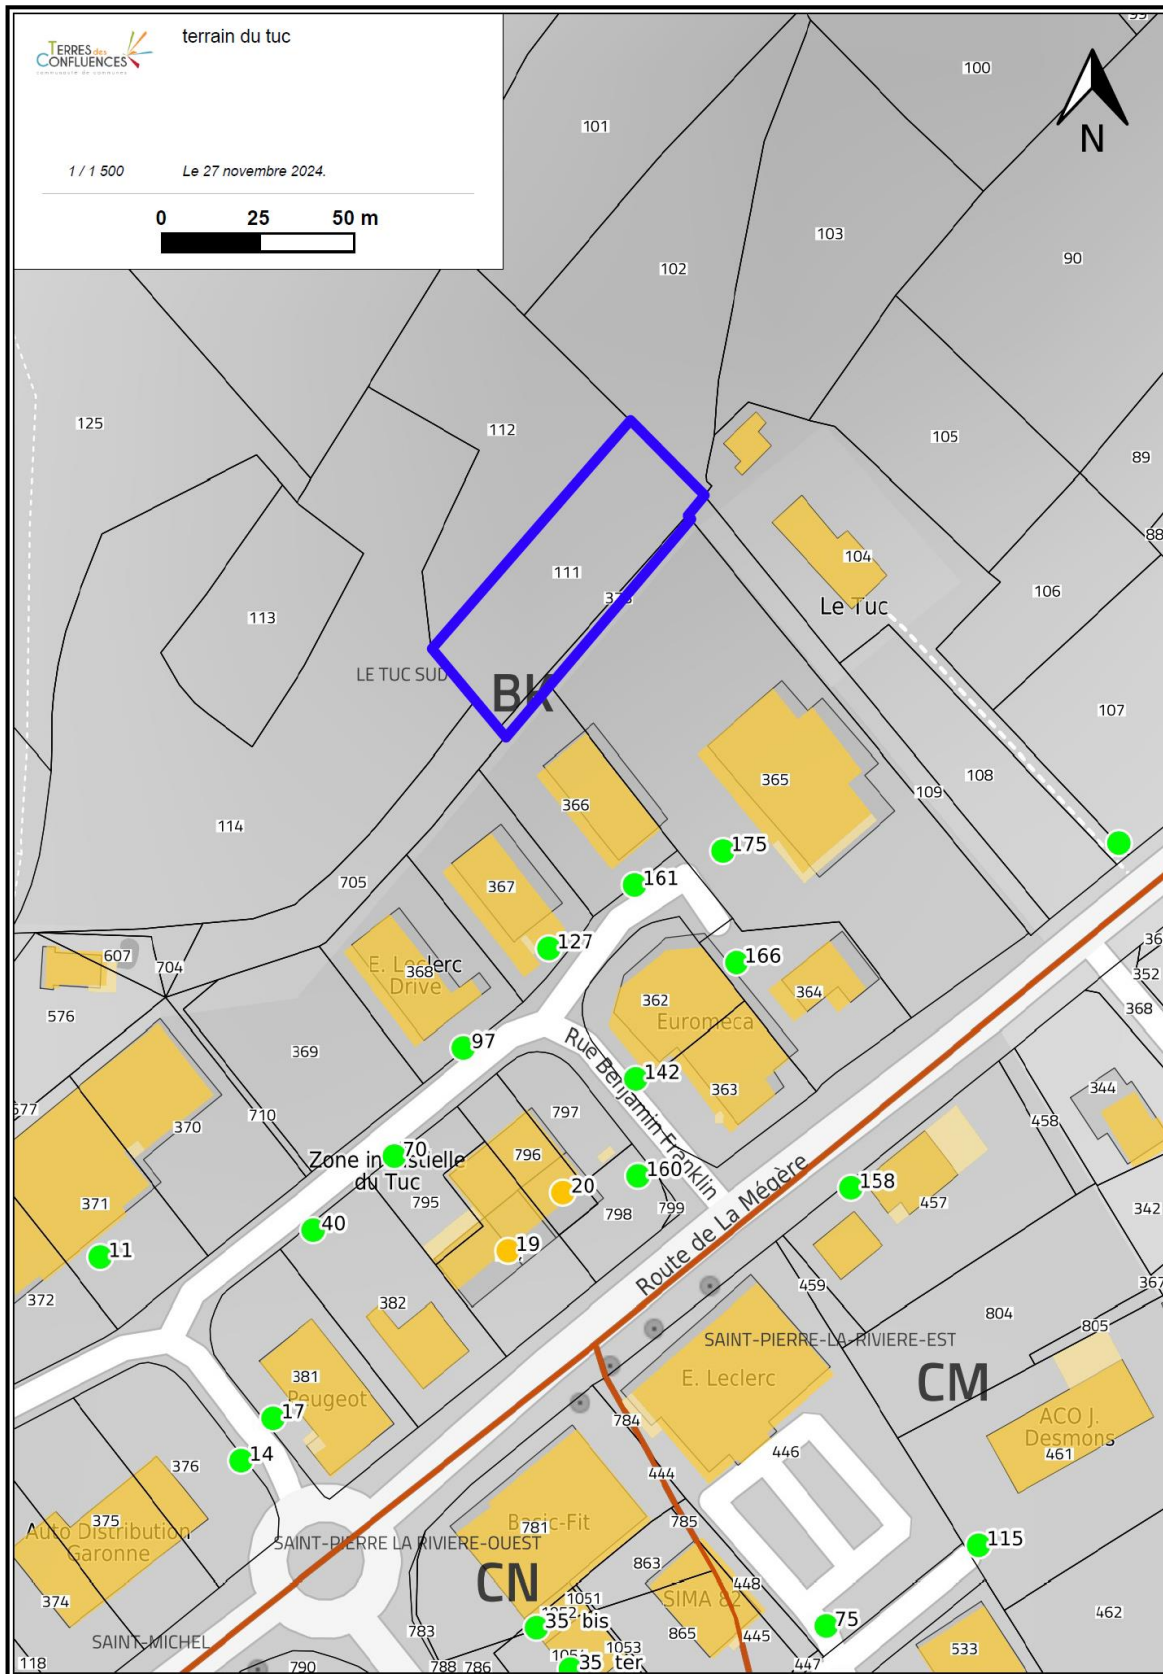 TERRES des
CONFLUENCES
communauté de communes
terrain du tuc
1 / 1 500
Le 27 novembre 2024.
0 25 50 m
N
100
101
103
102
90
125
112
105
89
88
104
111
106
113
Le Tuc
LE TUC SUD
BK
107
365
108
366
109
114
175
705
367
161
127
607
704
E. Leclerc
Drive
368
166
364
352
362
576
368
Euromeca
97
369
Rue Benjamin Franklin
142
363
344
710
797
458
370
796
Zone industrielle
du Tuc
70
160
20
158
795
798
799
457
371
342
40
11
19
Route de La Mégère
459
367
372
382
804
805
SAINT-PIERRE-LA-RIVIERE-EST
381
E. Leclerc
CM
Peugeot
17
784
ACO J.
Desmons
461
14
446
376
444
375
Auto Distribution
Garonne
781
Basic-Fit
785
SAINT-PIERRE LA RIVIERE-OUEST
115
863
CN
448
374
SIMA 82
1051
462
35 bis
75
783
865
445
SAINT-MICHEL
1053
533
118
790
788
786
35 ter
447